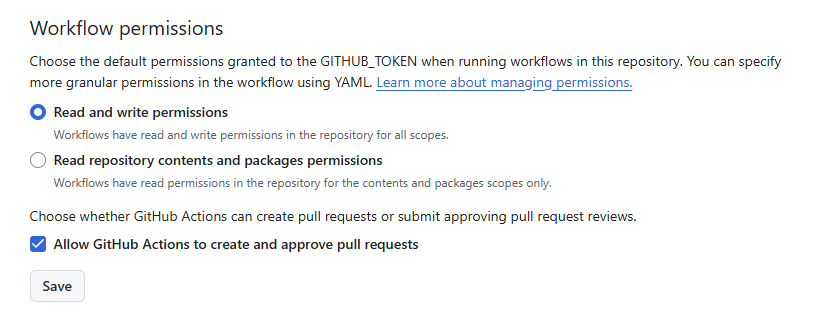 Workflow permissions
Choose the default permissions granted to the GITHUB_TOKEN when running workflows in this repository. You can specify
more granular permissions in the workflow using YAML. Learn more about managing permissions.
Read and write permissions
Workflows have read and write permissions in the repository for all scopes.
Read repository contents and packages permissions
Workflows have read permissions in the repository for the contents and packages scopes only.
Choose whether GitHub Actions can create pull requests or submit approving pull request reviews.
Allow GitHub Actions to create and approve pull requests
Save